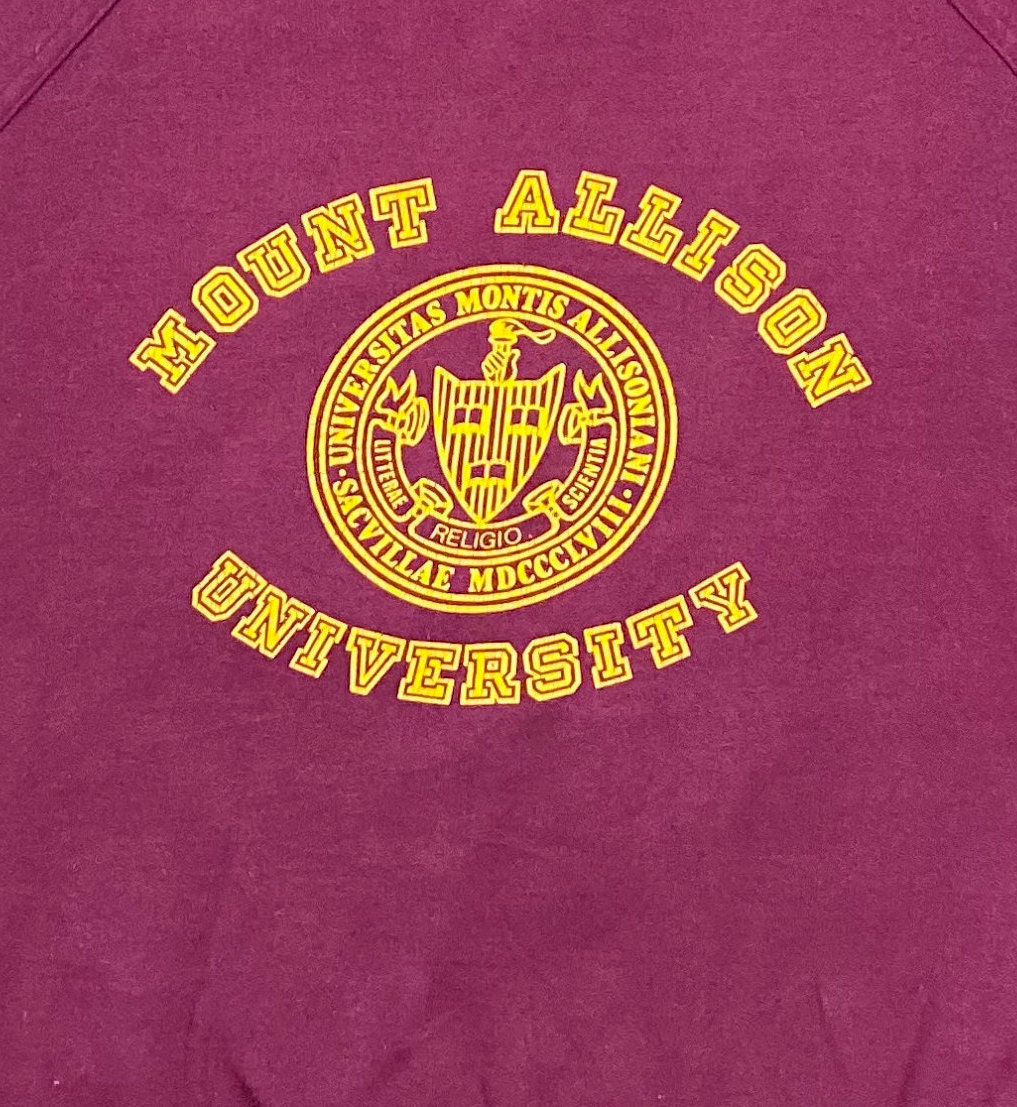 MOUNT ALLISON
UNIVERSITAS MONTIS ALLISONIANI
LITTERAE
RELIGIO
SCIENTIA
SACVILLAE MDCCCLVIII
UNIVERSITY